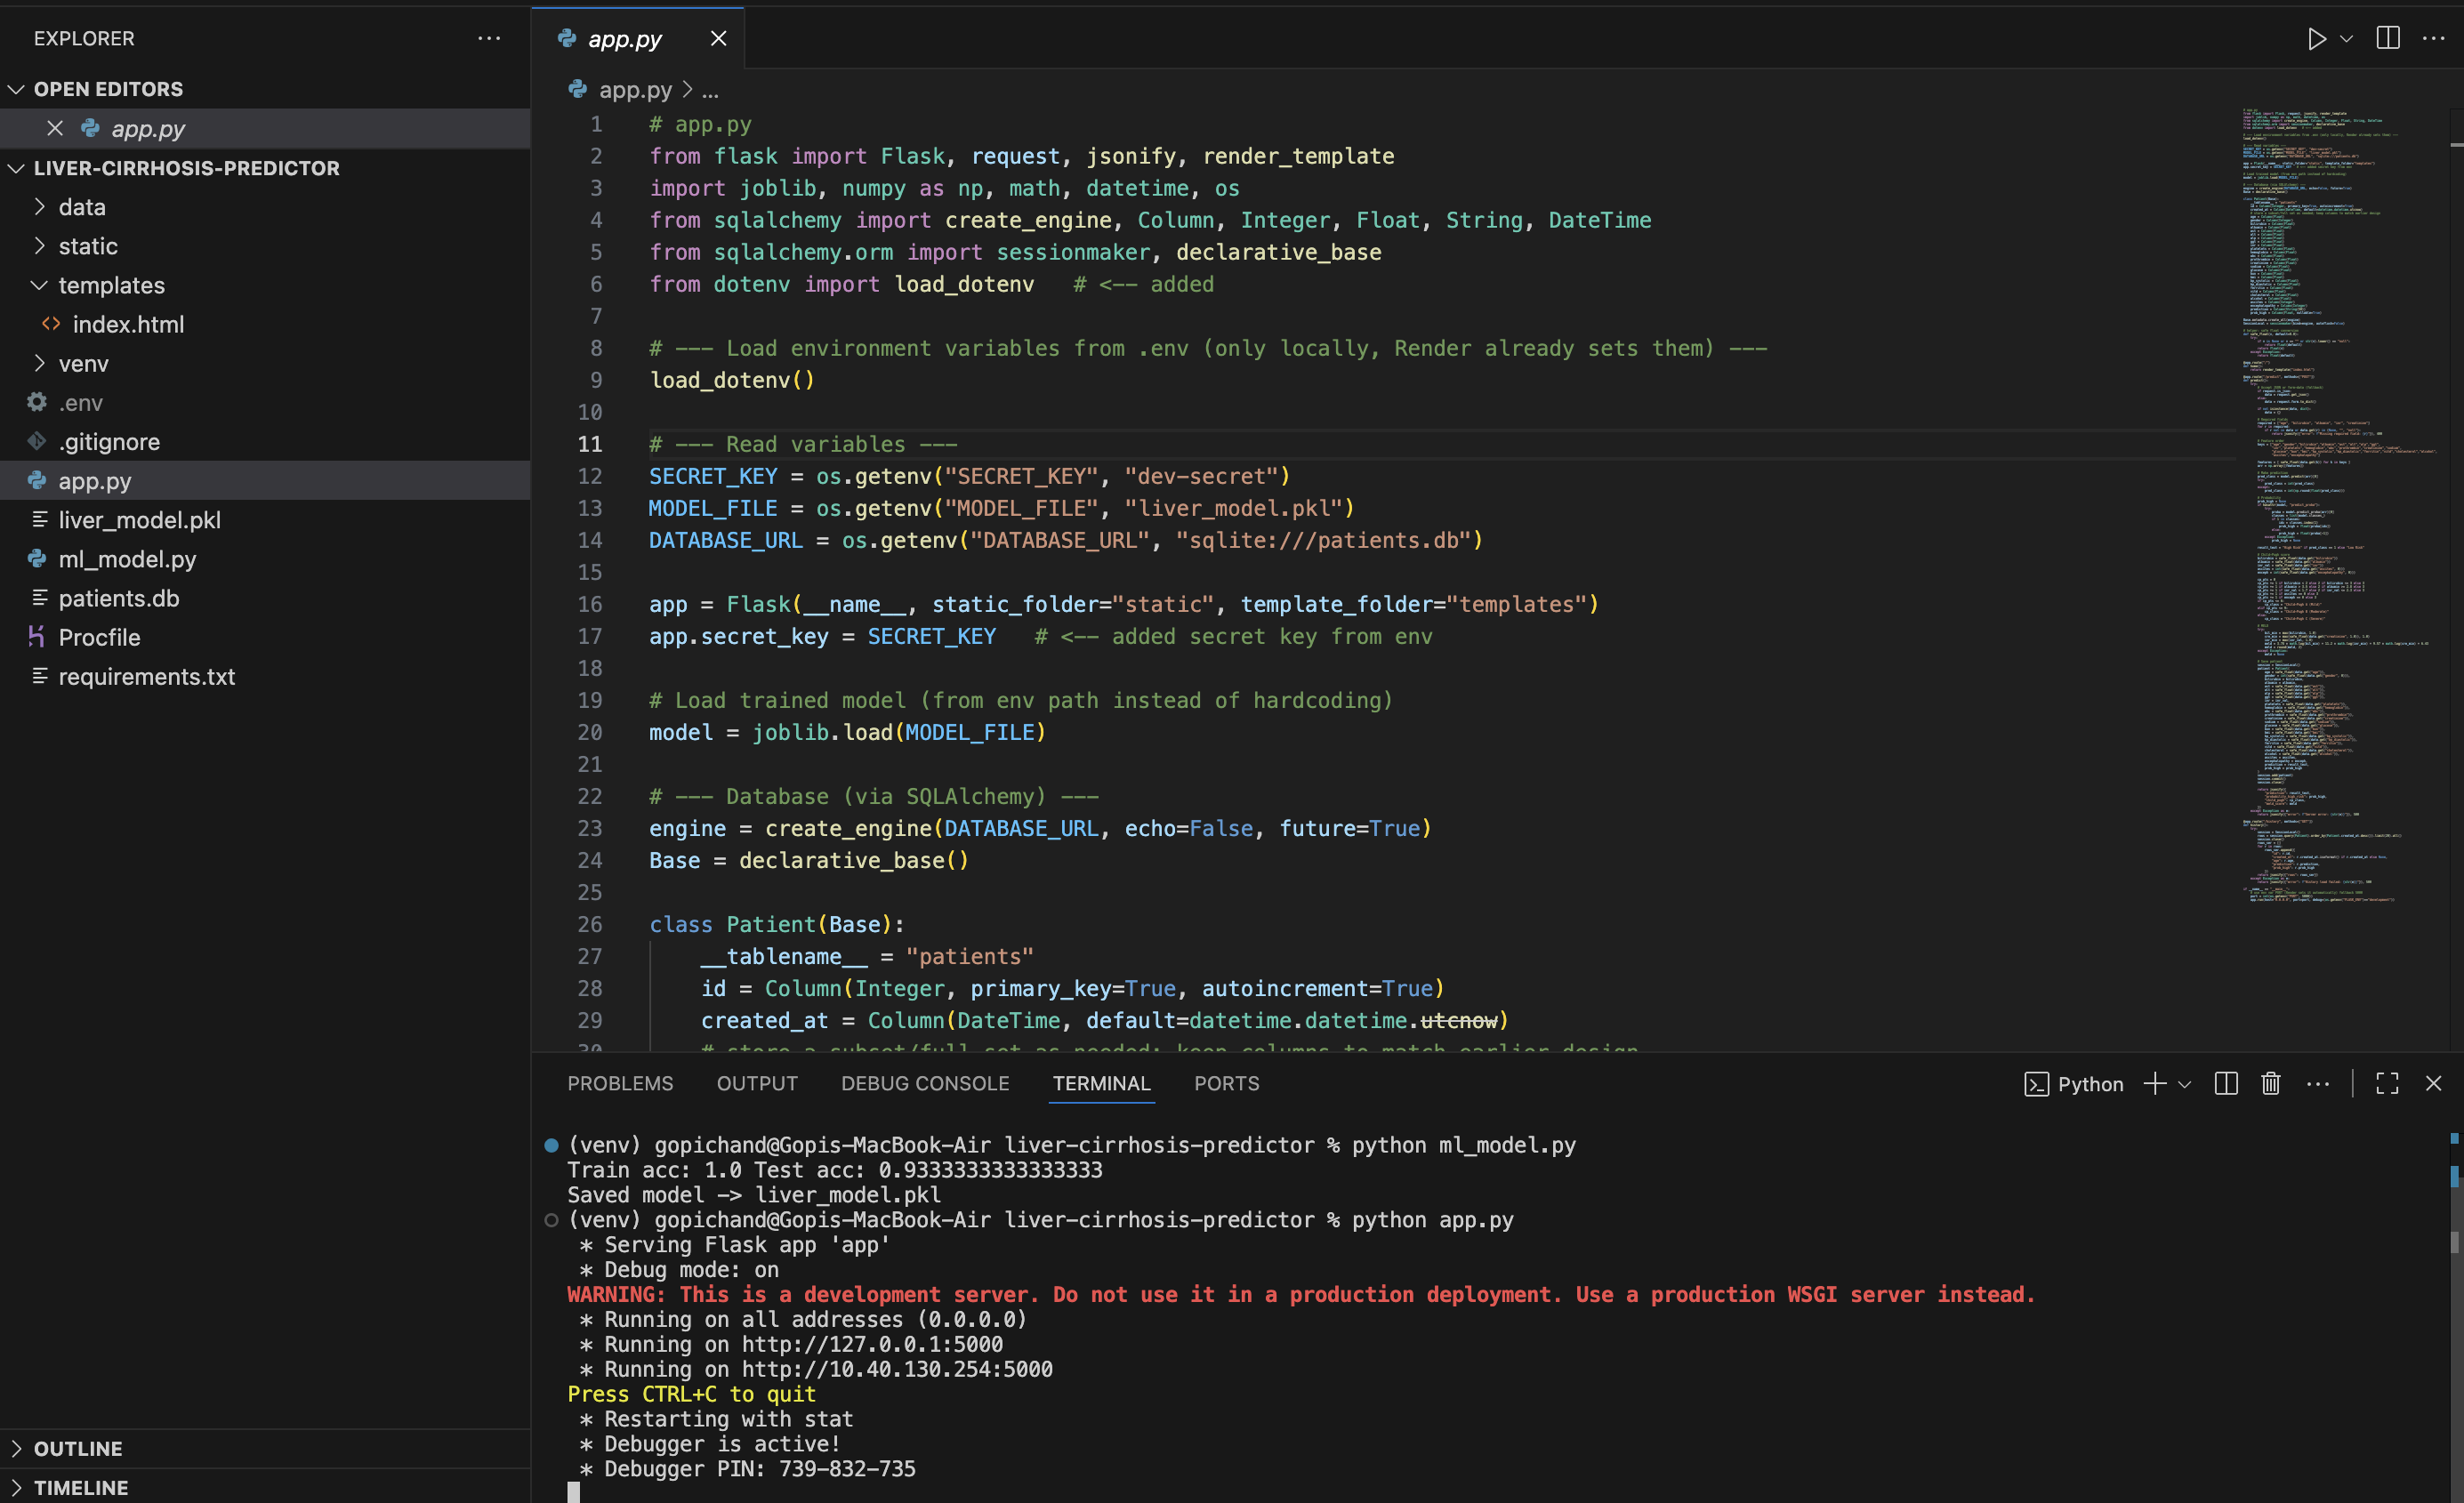 EXPLORER
OPEN EDITORS
app.py
LIVER-CIRRHOSIS-PREDICTOR
data
static
templates
index.html
venv
.env
.gitignore
app.py
liver_model.pkl
ml_model.py
patients.db
Procfile
requirements.txt
OUTLINE
TIMELINE
app.py
app.py > ...
1 # app.py
2 from flask import Flask, request, jsonify, render_template
3 import joblib, numpy as np, math, datetime, os
4 from sqlalchemy import create_engine, Column, Integer, Float, String, DateTime
5 from sqlalchemy.orm import sessionmaker, declarative_base
6 from dotenv import load_dotenv   # <-- added
7
8 # --- Load environment variables from .env (only locally, Render already sets them) ---
9 load_dotenv()
10
11 # --- Read variables ---
12 SECRET_KEY = os.getenv("SECRET_KEY", "dev-secret")
13 MODEL_FILE = os.getenv("MODEL_FILE", "liver_model.pkl")
14 DATABASE_URL = os.getenv("DATABASE_URL", "sqlite:///patients.db")
15
16 app = Flask(__name__, static_folder="static", template_folder="templates")
17 app.secret_key = SECRET_KEY   # <-- added secret key from env
18
19 # Load trained model (from env path instead of hardcoding)
20 model = joblib.load(MODEL_FILE)
21
22 # --- Database (via SQLAlchemy) ---
23 engine = create_engine(DATABASE_URL, echo=False, future=True)
24 Base = declarative_base()
25
26 class Patient(Base):
27     __tablename__ = "patients"
28     id = Column(Integer, primary_key=True, autoincrement=True)
29     created_at = Column(DateTime, default=datetime.datetime.utcnow)
30     # store a subset/full set as needed; keep columns to match earlier design
PROBLEMS OUTPUT DEBUG CONSOLE TERMINAL PORTS
Python
(venv) gopichand@Gopis-MacBook-Air liver-cirrhosis-predictor % python ml_model.py
Train acc: 1.0 Test acc: 0.9333333333333333
Saved model -> liver_model.pkl
(venv) gopichand@Gopis-MacBook-Air liver-cirrhosis-predictor % python app.py
* Serving Flask app 'app'
* Debug mode: on
WARNING: This is a development server. Do not use it in a production deployment. Use a production WSGI server instead.
* Running on all addresses (0.0.0.0)
* Running on http://127.0.0.1:5000
* Running on http://10.40.130.254:5000
Press CTRL+C to quit
* Restarting with stat
* Debugger is active!
* Debugger PIN: 739-832-735